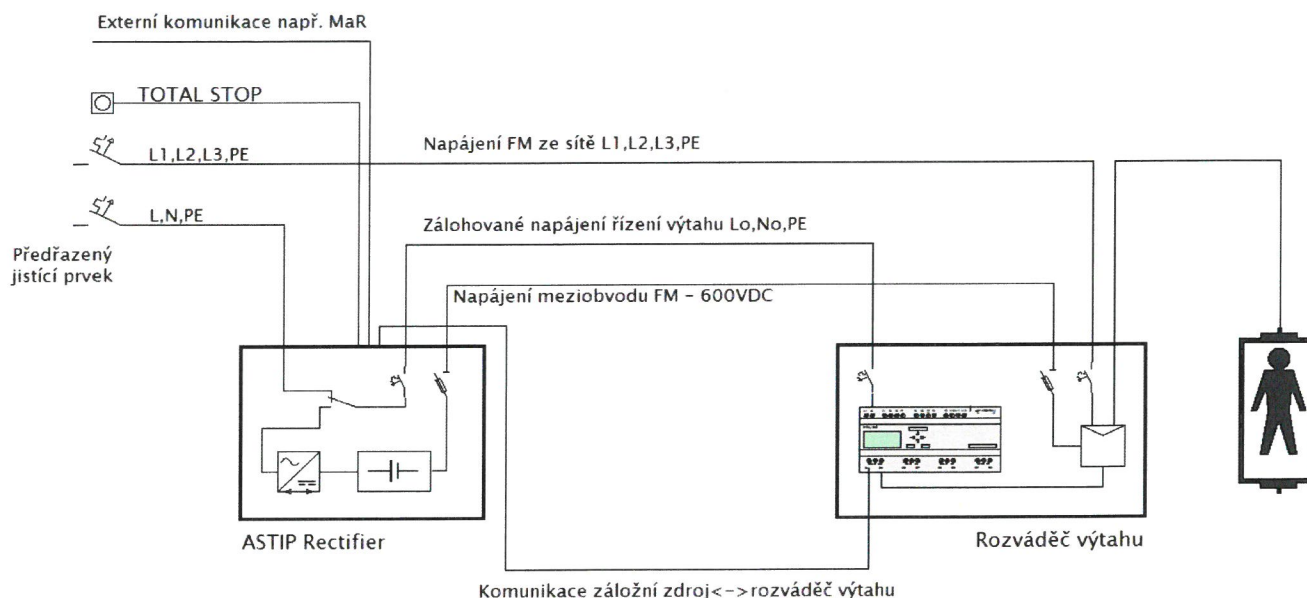 Externí komunikace např. MaR
TOTAL STOP
L1,L2,L3,PE
Napájení FM ze sítě L1,L2,L3,PE
L,N,PE
Zálohované napájení řízení výtahu Lo,No,PE
Předřazený
jistící prvek
Napájení meziobvodu FM - 600VDC
ASTIP Rectifier
Rozváděč výtahu
Komunikace záložní zdroj<->rozváděč výtahu